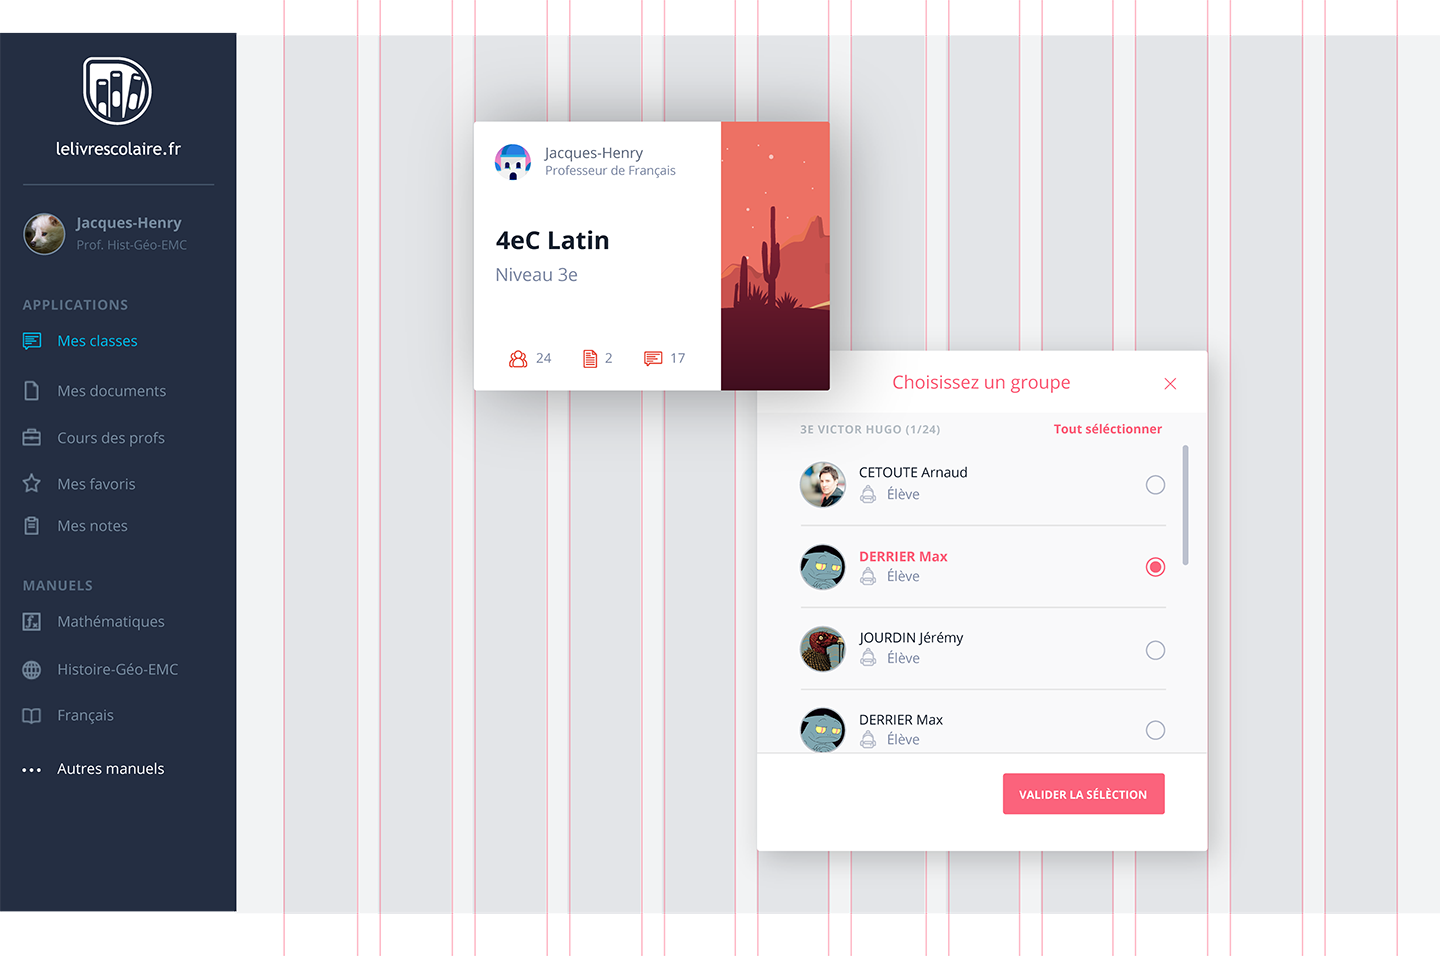 lelivrescolaire.fr
Jacques-Henry
Prof. Hist-Géo-EMC
APPLICATIONS
Mes classes
Mes documents
Cours des profs
Mes favoris
Mes notes
MANUELS
Mathématiques
Histoire-Géo-EMC
Français
Autres manuels
Jacques-Henry
Professeur de Français
4eC Latin
Niveau 3e
24 2 17
Choisissez un groupe
3E VICTOR HUGO (1/24) Tout séléctionner
CETOUTE Arnaud
Élève
DERRIER Max
Élève
JOURDIN Jérémy
Élève
DERRIER Max
Élève
VALIDER LA SÉLÈCTION